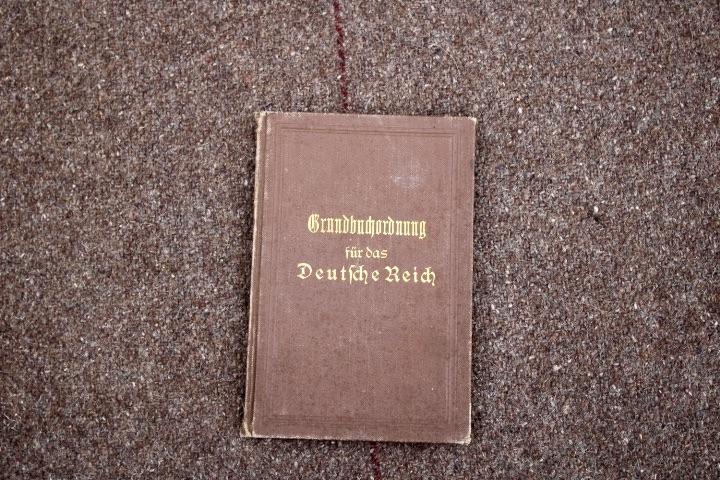 Grundbuchordnung
für das
Deutſche Reich